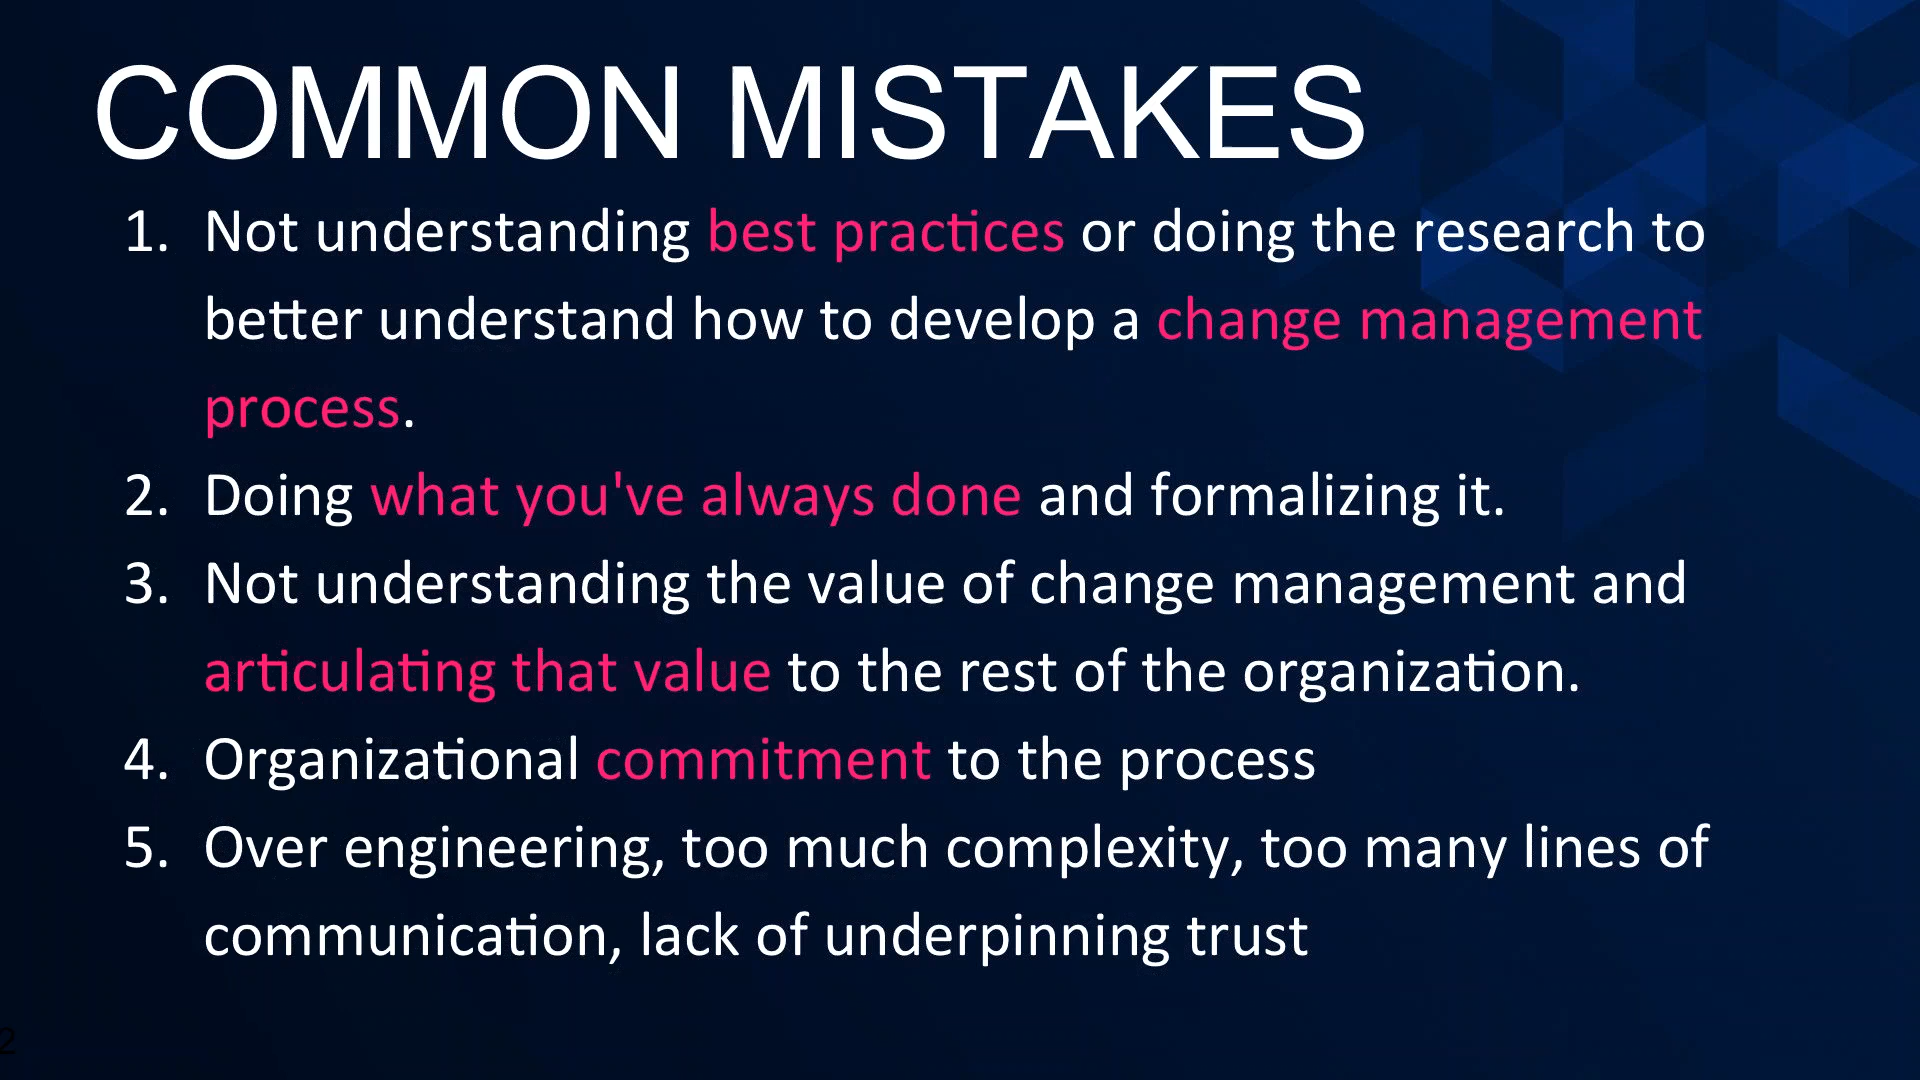 COMMON MISTAKES
1. Not understanding best practices or doing the research to
better understand how to develop a change management
process.
2. Doing what you've always done and formalizing it.
3. Not understanding the value of change management and
articulating that value to the rest of the organization.
4. Organizational commitment to the process
5. Over engineering, too much complexity, too many lines of
communication, lack of underpinning trust
2